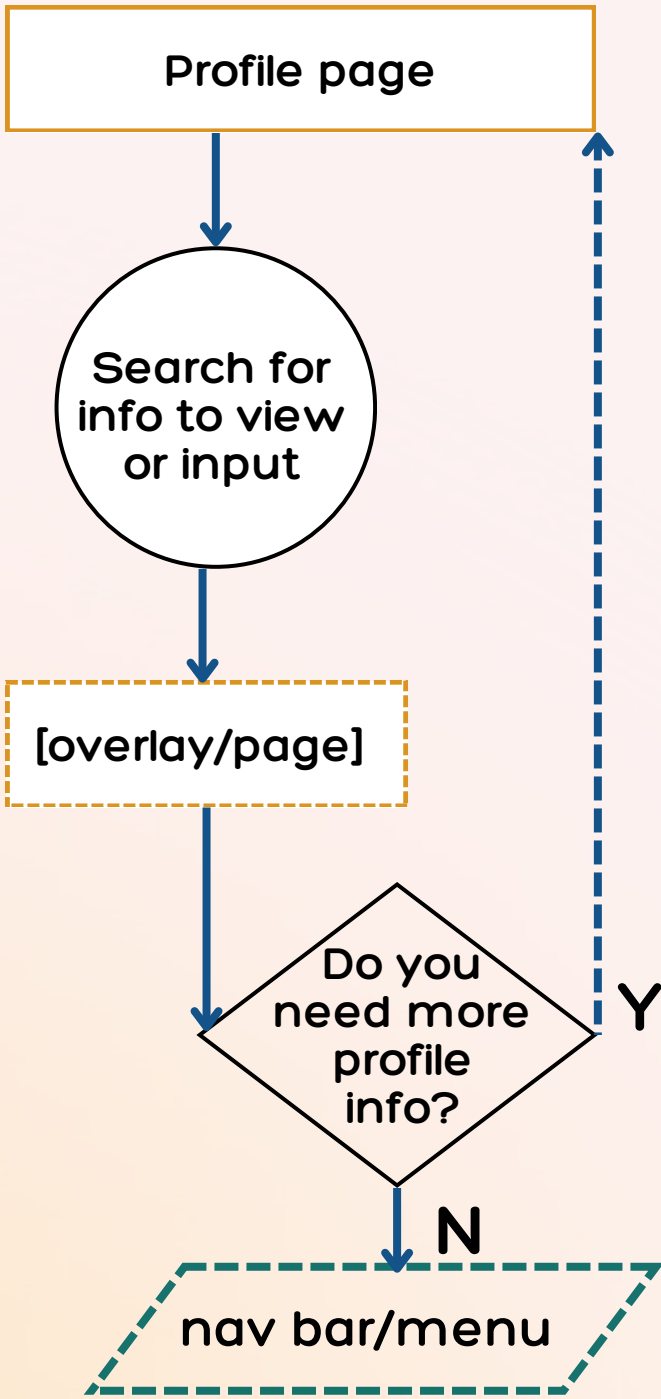 Profile page
Search for
info to view
or input
[overlay/page]
Do you
need more
profile
info?
Y
N
nav bar/menu